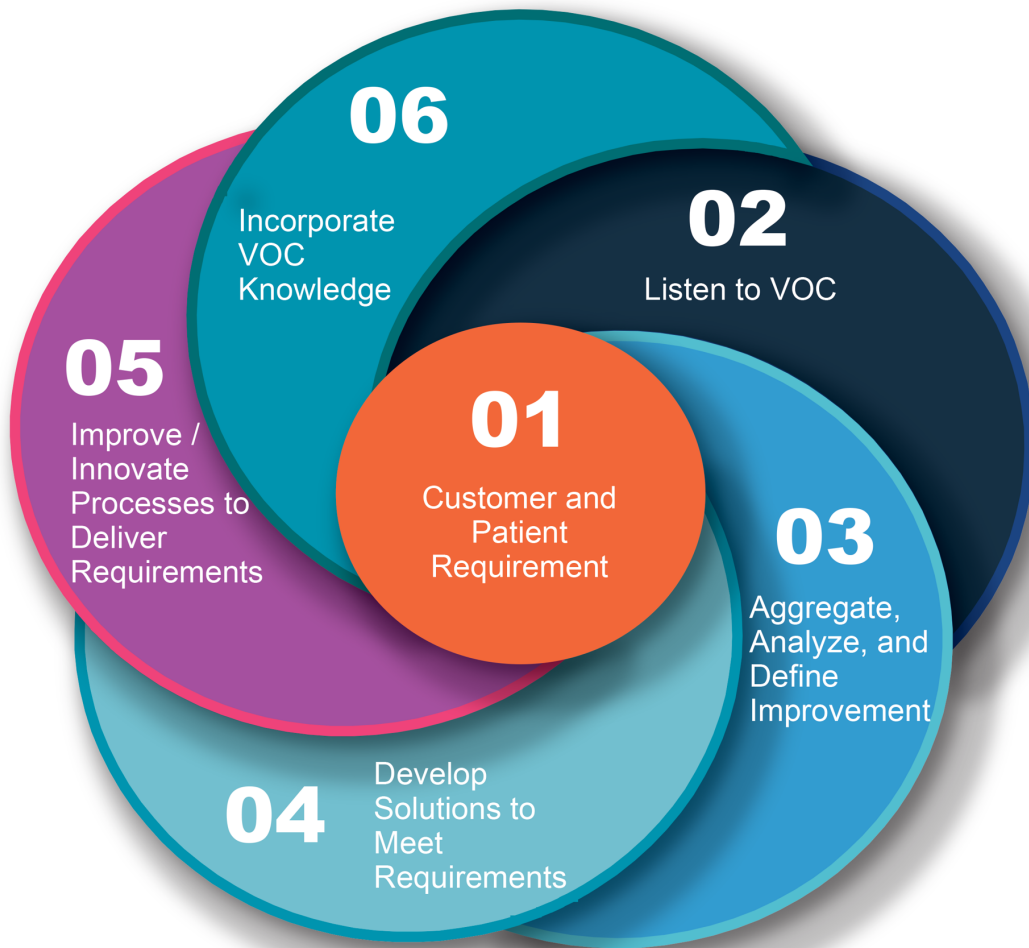 01
Customer and
Patient
Requirement
02
Listen to VOC
03
Aggregate,
Analyze, and
Define
Improvement
04
Develop
Solutions to
Meet
Requirements
05
Improve /
Innovate
Processes to
Deliver
Requirements
06
Incorporate
VOC
Knowledge